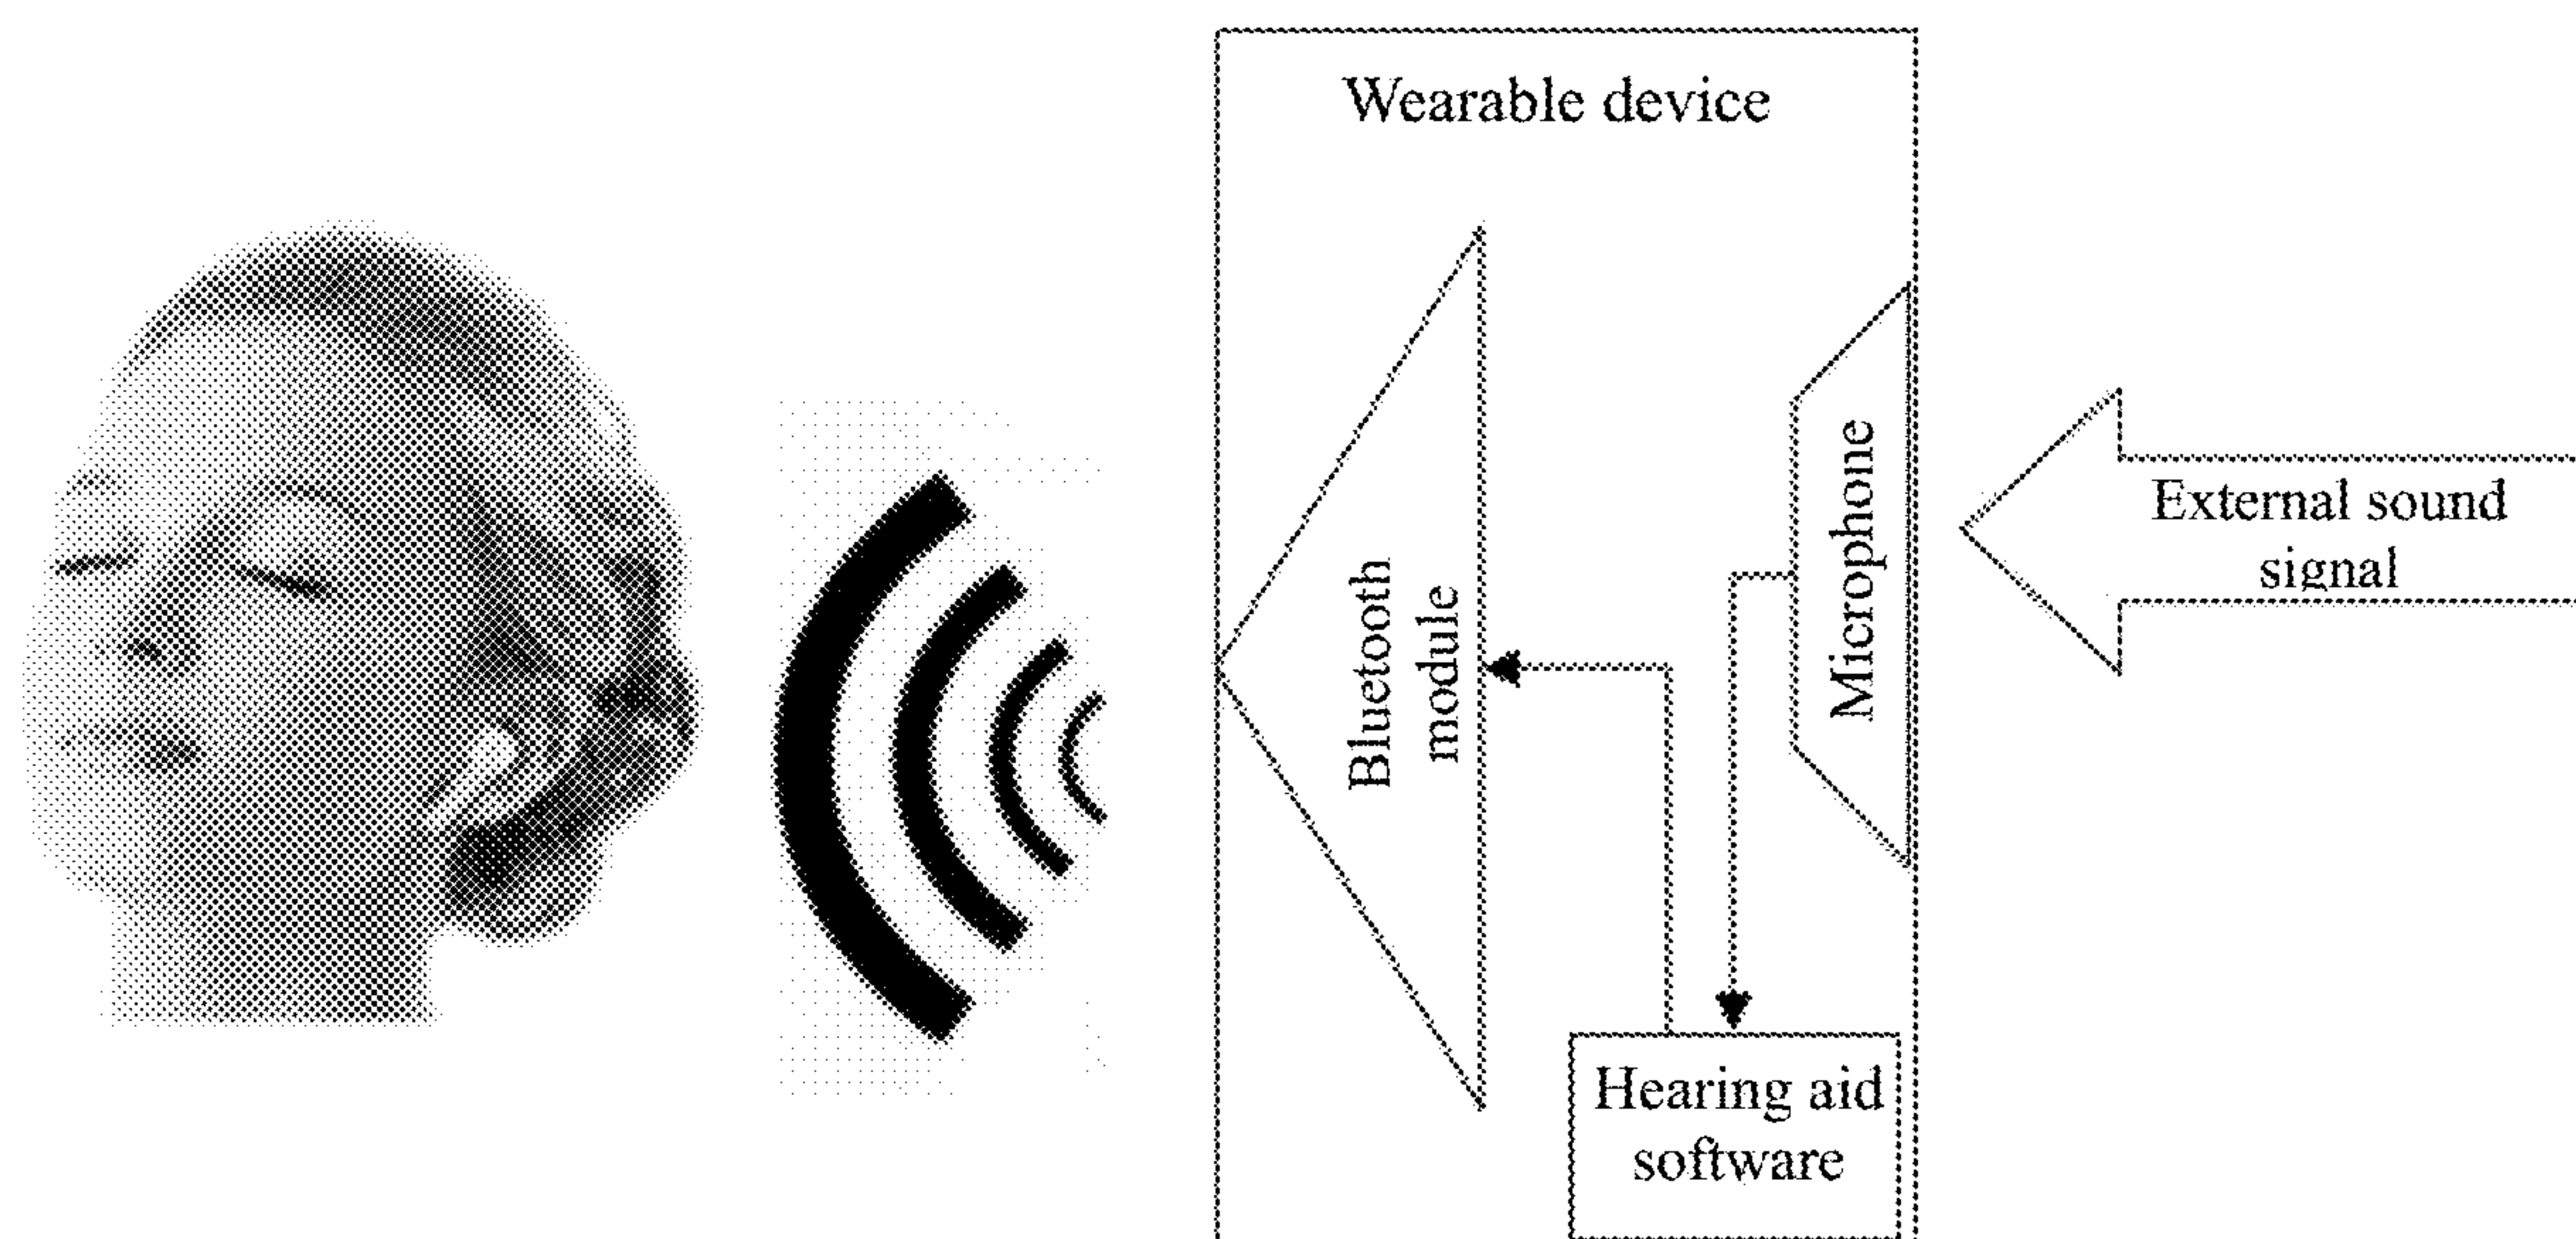 Wearable device
Bluetooth
module
Microphone
External sound
signal
Hearing aid
software